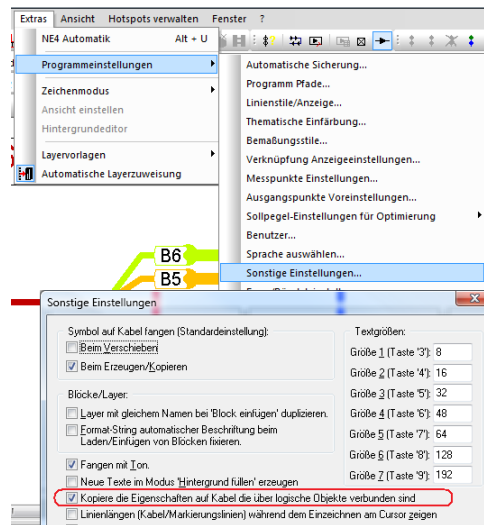 Extras Ansicht Hotspots verwalten Fenster ?
NE4 Automatik Alt + U
Programmeinstellungen
Zeichenmodus
Ansicht einstellen
Hintergrundeditor
Layervorlagen
Automatische Layerzuweisung
Automatische Sicherung...
Programm Pfade...
Linienstile/Anzeige...
Thematische Einfärbung...
Bemaßungsstile...
Verknüpfung Anzeigeeinstellungen...
Messpunkte Einstellungen...
Ausgangspunkte Voreinstellungen...
Sollpegel-Einstellungen für Optimierung
Benutzer...
Sprache auswählen...
Sonstige Einstellungen...
B6
B5
Sonstige Einstellungen
Symbol auf Kabel fangen (Standardeinstellung):
Beim Verschieben
Beim Erzeugen/Kopieren
Blöcke/Layer:
Layer mit gleichem Namen bei 'Block einfügen' duplizieren.
Format-String automatischer Beschriftung beim
Laden/Einfügen von Blöcken fixieren.
Fangen mit Ton.
Neue Texte im Modus 'Hintergrund füllen' erzeugen
Kopiere die Eigenschaften auf Kabel die über logische Objekte verbunden sind
Linienlängen (Kabel/Markierungslinien) während dem Einzeichnen am Cursor zeigen
Textgrößen:
Größe 1 (Taste '3'): 8
Größe 2 (Taste '4'): 16
Größe 3 (Taste '5'): 32
Größe 4 (Taste '6'): 48
Größe 5 (Taste '7'): 64
Größe 6 (Taste '8'): 128
Größe 7 (Taste '9'): 192